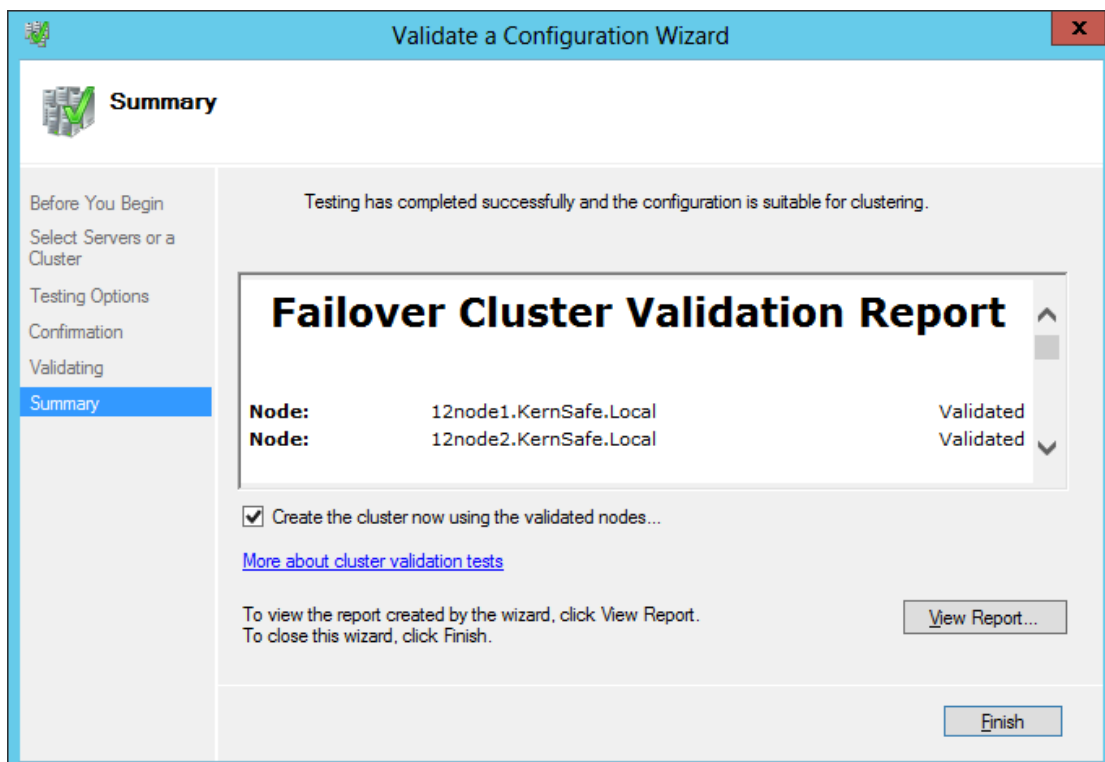 Validate a Configuration Wizard
x
Summary
Before You Begin
Select Servers or a
Cluster
Testing Options
Confirmation
Validating
Summary
Testing has completed successfully and the configuration is suitable for clustering.
Failover Cluster Validation Report
Node: 12node1.KernSafe.Local Validated
Node: 12node2.KernSafe.Local Validated
Create the cluster now using the validated nodes...
More about cluster validation tests
To view the report created by the wizard, click View Report.
To close this wizard, click Finish.
View Report...
Finish